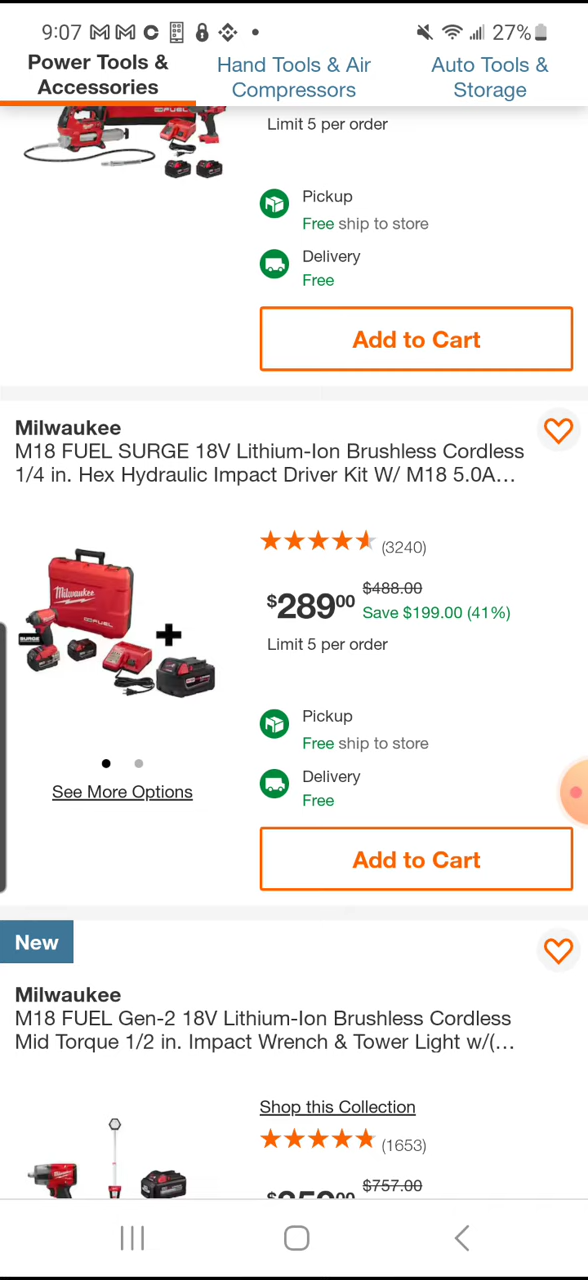 9:07
27%
Power Tools &
Accessories
Hand Tools & Air
Compressors
Auto Tools &
Storage
FUEL
Limit 5 per order
Pickup
Free ship to store
Delivery
Free
Add to Cart
Milwaukee
M18 FUEL SURGE 18V Lithium-Ion Brushless Cordless
1/4 in. Hex Hydraulic Impact Driver Kit W/ M18 5.0A...
(3240)
Milwaukee
FUEL
SURGE
$28900 $488.00
Save $199.00 (41%)
Limit 5 per order
Pickup
Free ship to store
See More Options
Delivery
Free
Add to Cart
New
Milwaukee
M18 FUEL Gen-2 18V Lithium-Ion Brushless Cordless
Mid Torque 1/2 in. Impact Wrench & Tower Light w/(...
Shop this Collection
(1653)
$757.00